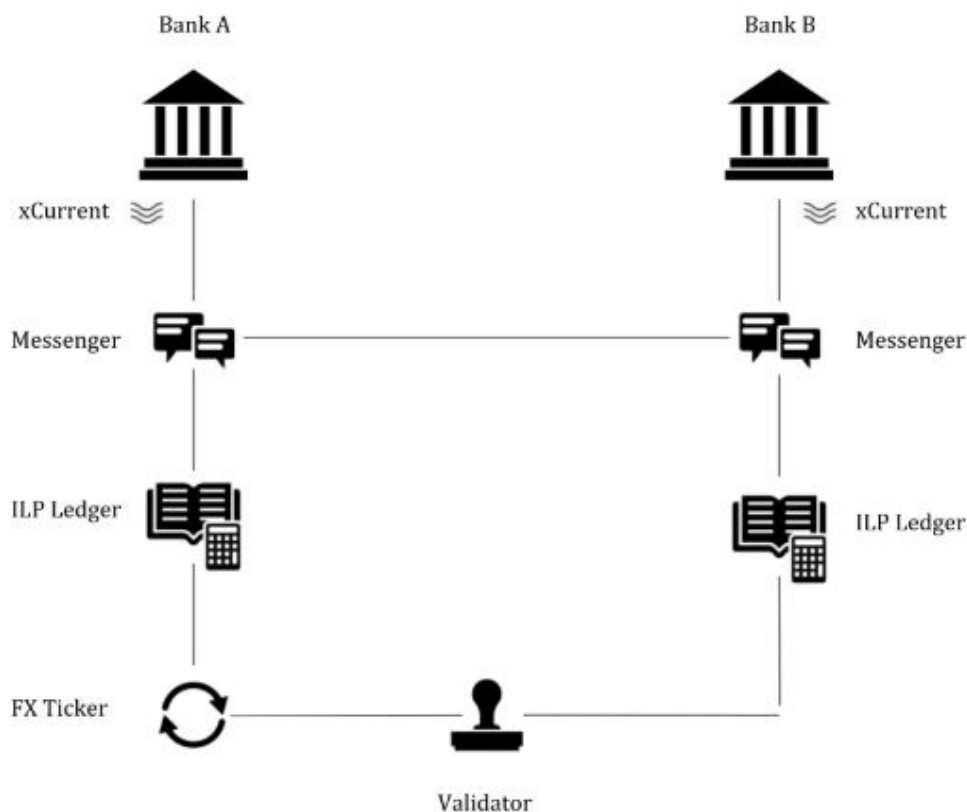 Bank A
Bank B
xCurrent
xCurrent
Messenger
Messenger
ILP Ledger
ILP Ledger
FX Ticker
Validator